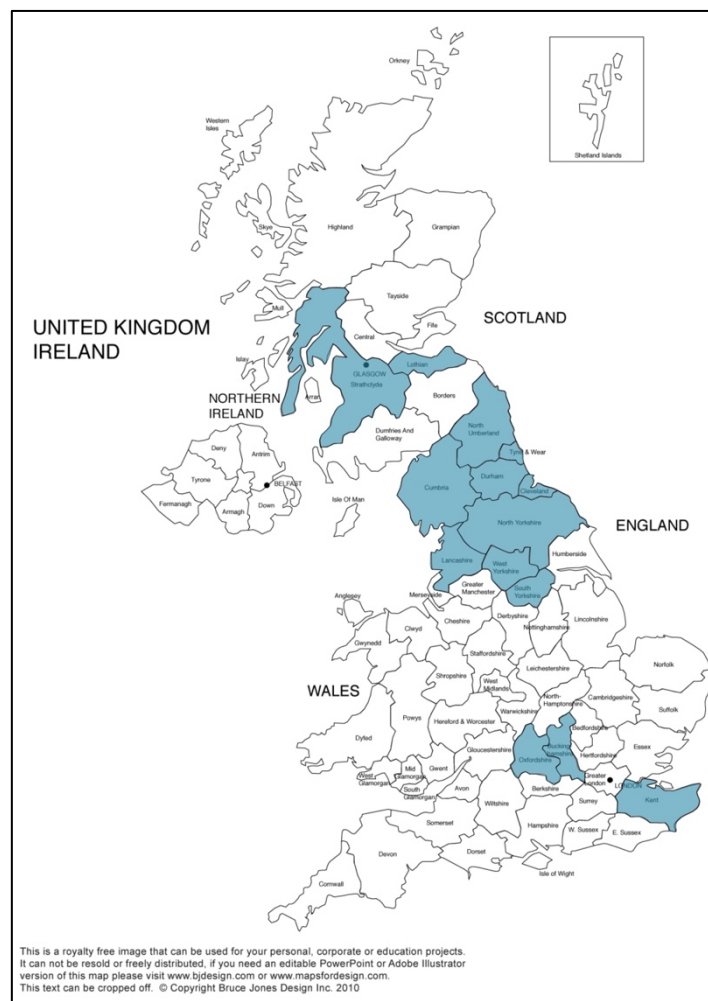 Orkney
Western
Isles
Shetland Islands
Skye
Highland
Grampian
Mull
Tayside
Fife
Central
UNITED KINGDOM
IRELAND
SCOTLAND
Islay
GLASGOW
Lothian
Strathclyde
Arran
Borders
NORTHERN
IRELAND
Dumfries And
Galloway
North
Umberland
Tyne & Wear
Antrim
Tyrone
BELFAST
Fermanagh
Armagh
Down
Isle Of Man
Cumbria
Durham
Cleveland
North Yorkshire
ENGLAND
Humberside
Lancashire
West
Yorkshire
South
Yorkshire
Greater
Manchester
Merseyside
Anglesey
Derbyshire
Lincolnshire
Cheshire
Nottinghamshire
Clwyd
Gwynedd
Staffordshire
Leichestershire
Norfolk
Shropshire
WALES
West
Midlands
North-
Hamptonshire
Cambridgeshire
Suffolk
Warwickshire
Powys
Hereford & Worcester
Bedfordshire
Dyfed
Gloucestershire
Oxfordshire
Bucking
hamshire
Hertfordshire
Essex
West
Glamorgan
Mid
Glamorgan
Gwent
South
Glamorgan
Avon
Berkshire
Greater
London
LONDON
Kent
Wiltshire
Surrey
Somerset
Hampshire
W. Sussex
E. Sussex
Devon
Dorset
Isle of Wight
Cornwall
This is a royalty free image that can be used for your personal, corporate or education projects.
It can not be resold or freely distributed, if you need an editable PowerPoint or Adobe Illustrator
version of this map please visit www.bjdesign.com or www.mapsfordesign.com.
This text can be cropped off. © Copyright Bruce Jones Design Inc. 2010